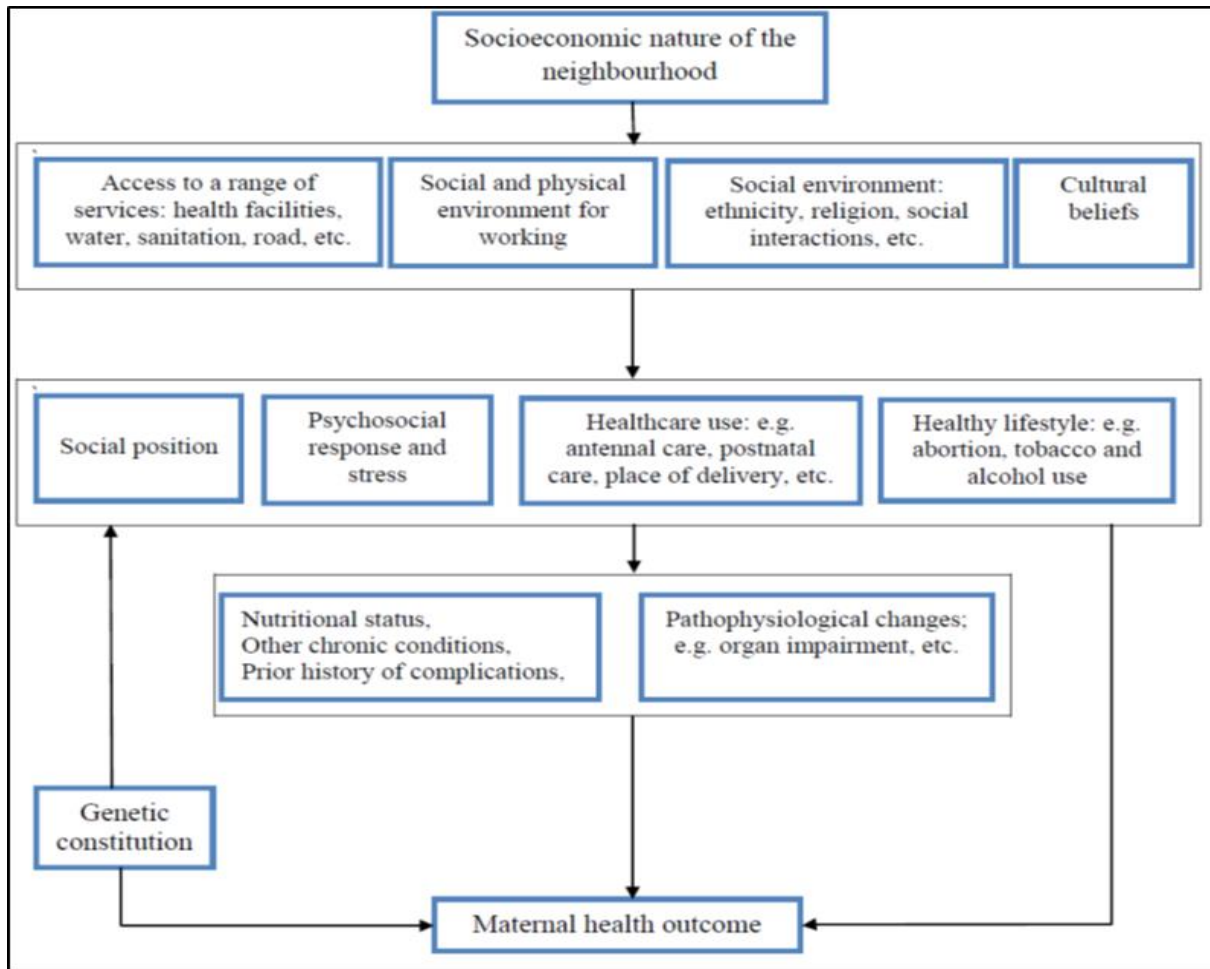 Socioeconomic nature of the
neighbourhood
Access to a range of
services: health facilities,
water, sanitation, road, etc.
Social and physical
environment for
working
Social environment:
ethnicity, religion, social
interactions, etc.
Cultural
beliefs
Social position
Psychosocial
response and
stress
Healthcare use: e.g.
antennal care, postnatal
care, place of delivery, etc.
Healthy lifestyle: e.g.
abortion, tobacco and
alcohol use
Nutritional status,
Other chronic conditions,
Prior history of complications,
Pathophysiological changes;
e.g. organ impairment, etc.
Genetic
constitution
Maternal health outcome